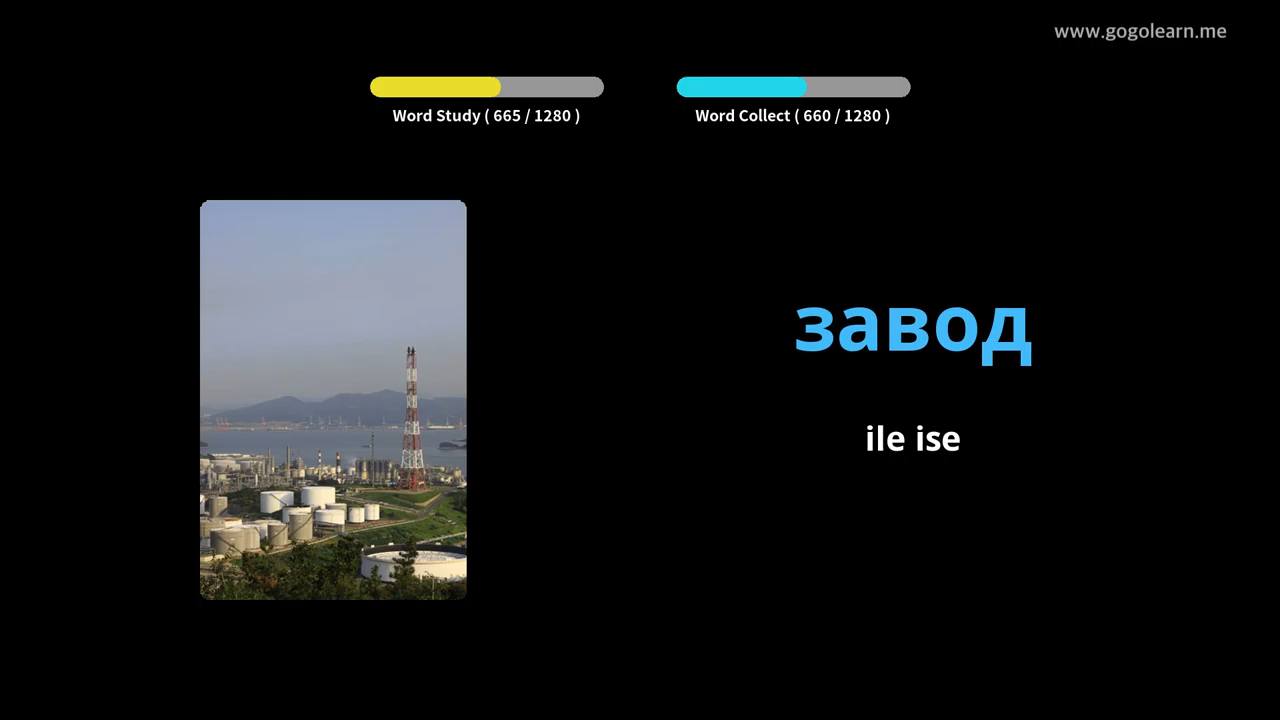 www.gogolearn.me
Word Study ( 665 / 1280 )
Word Collect ( 660 / 1280 )
завод
ile ise